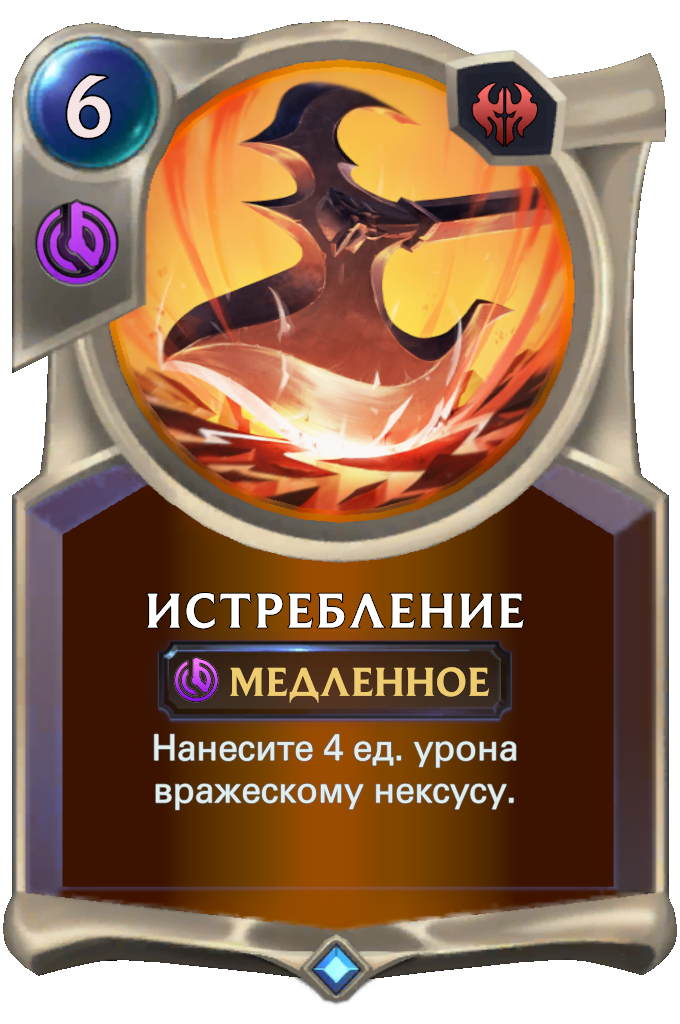 6
ИСТРЕБЛЕНИЕ
МЕДЛЕННОЕ
Нанесите 4 ед. урона
вражескому нексусу.